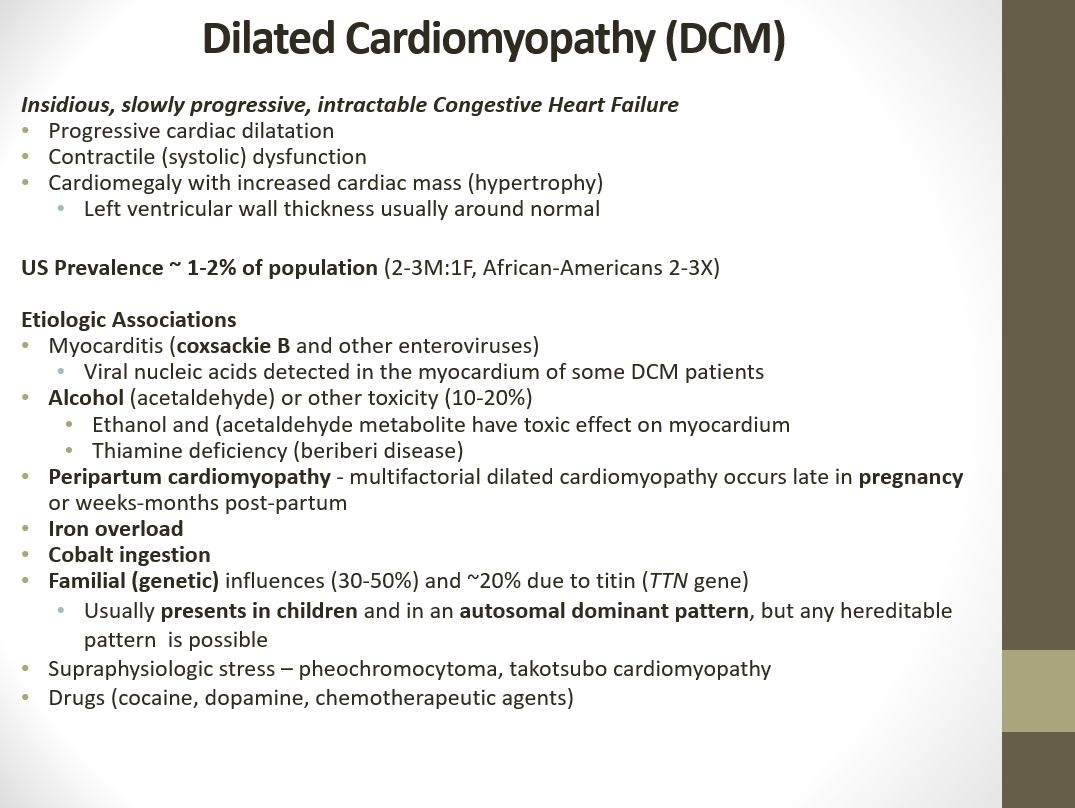 Dilated Cardiomyopathy (DCM)
Insidious, slowly progressive, intractable Congestive Heart Failure
• Progressive cardiac dilatation
• Contractile (systolic) dysfunction
• Cardiomegaly with increased cardiac mass (hypertrophy)
• Left ventricular wall thickness usually around normal
US Prevalence ~ 1-2% of population (2-3M:1F, African-Americans 2-3X)
Etiologic Associations
• Myocarditis (coxsackie B and other enteroviruses)
• Viral nucleic acids detected in the myocardium of some DCM patients
• Alcohol (acetaldehyde) or other toxicity (10-20%)
• Ethanol and (acetaldehyde metabolite have toxic effect on myocardium
• Thiamine deficiency (beriberi disease)
• Peripartum cardiomyopathy - multifactorial dilated cardiomyopathy occurs late in pregnancy
or weeks-months post-partum
• Iron overload
• Cobalt ingestion
• Familial (genetic) influences (30-50%) and ~20% due to titin (TTN gene)
• Usually presents in children and in an autosomal dominant pattern, but any hereditable
pattern  is possible
• Supraphysiologic stress – pheochromocytoma, takotsubo cardiomyopathy
• Drugs (cocaine, dopamine, chemotherapeutic agents)